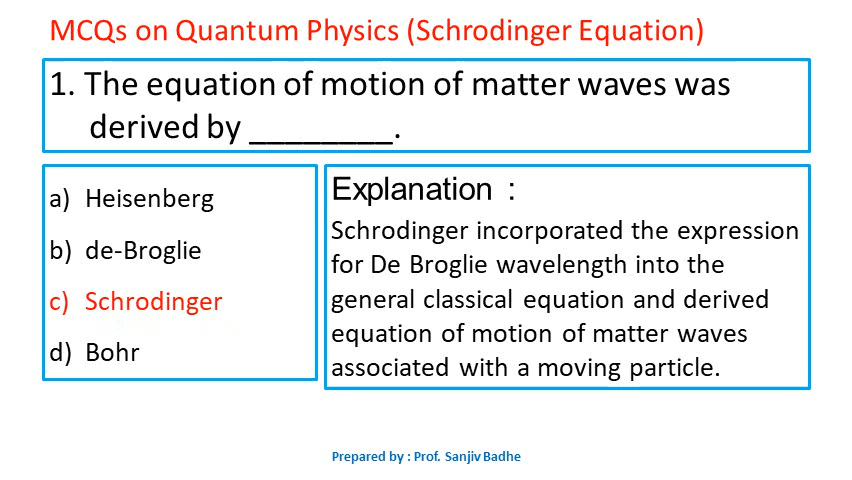 MCQs on Quantum Physics (Schrodinger Equation)
1. The equation of motion of matter waves was
derived by ________.
a) Heisenberg
b) de-Broglie
c) Schrodinger
d) Bohr
Explanation :
Schrodinger incorporated the expression
for De Broglie wavelength into the
general classical equation and derived
equation of motion of matter waves
associated with a moving particle.
Prepared by : Prof. Sanjiv Badhe